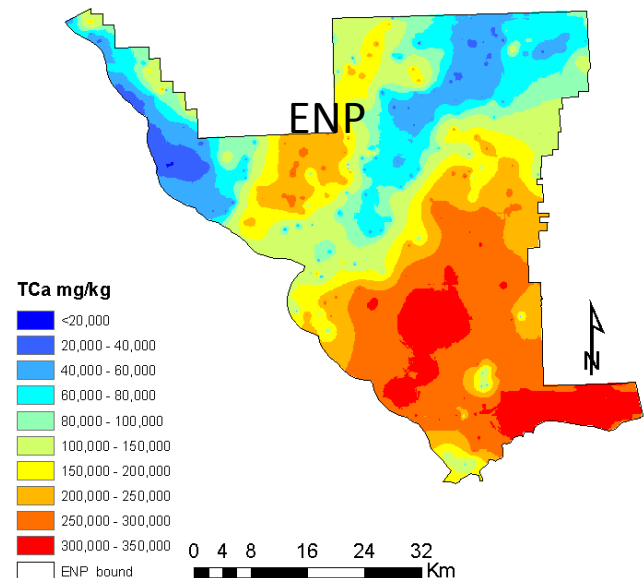 ENP
TCa mg/kg
<20,000
20,000 - 40,000
40,000 - 60,000
60,000 - 80,000
80,000 - 100,000
100,000 - 150,000
150,000 - 200,000
200,000 - 250,000
250,000 - 300,000
300,000 - 350,000
ENP bound
N
0 4 8 16 24 32
Km